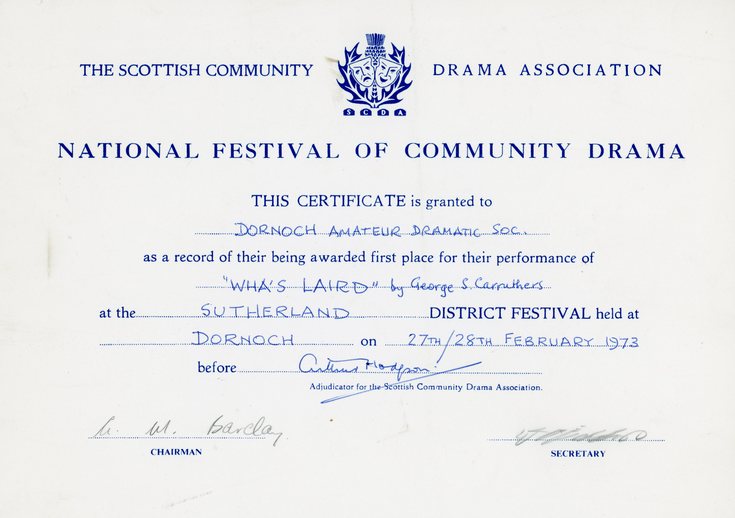 THE SCOTTISH COMMUNITY DRAMA ASSOCIATION
SCDA
NATIONAL FESTIVAL OF COMMUNITY DRAMA
THIS CERTIFICATE is granted to
DORNOCH AMATEUR DRAMATIC SOC.
as a record of their being awarded first place for their performance of
"WHA'S LAIRD" by George S. Carruthers
at the SUTHERLAND DISTRICT FESTIVAL held at
DORNOCH on 27TH/28TH FEBRUARY 1973
before Arthur Hodgson
Adjudicator for the Scottish Community Drama Association.
M. Barclay
CHAIRMAN
SECRETARY